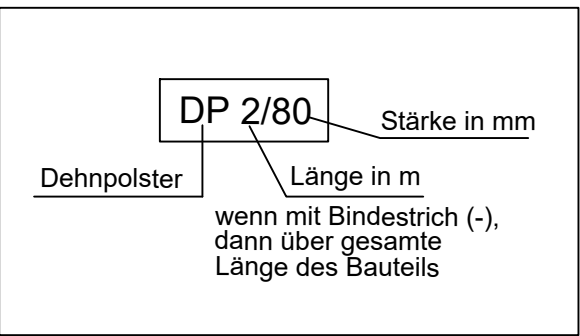 DP 2/80
Stärke in mm
Dehnpolster
Länge in m
wenn mit Bindestrich (-),
dann über gesamte
Länge des Bauteils